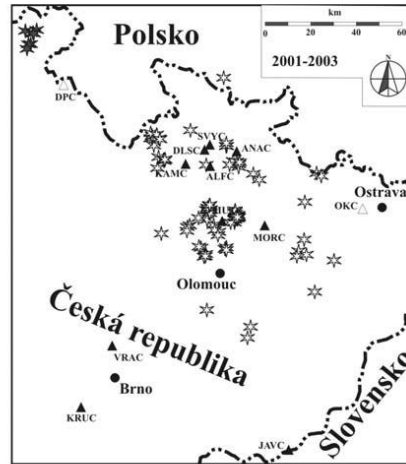 Polsko
km
0 20 40 60
2001-2003
N
DPC
SVYC
DLSC
ANAC
KAMC
ALFC
Ostrava
OKC
MORC
Olomouc
Česká republika
VRAC
Brno
KRUC
JAVC
Slovensko